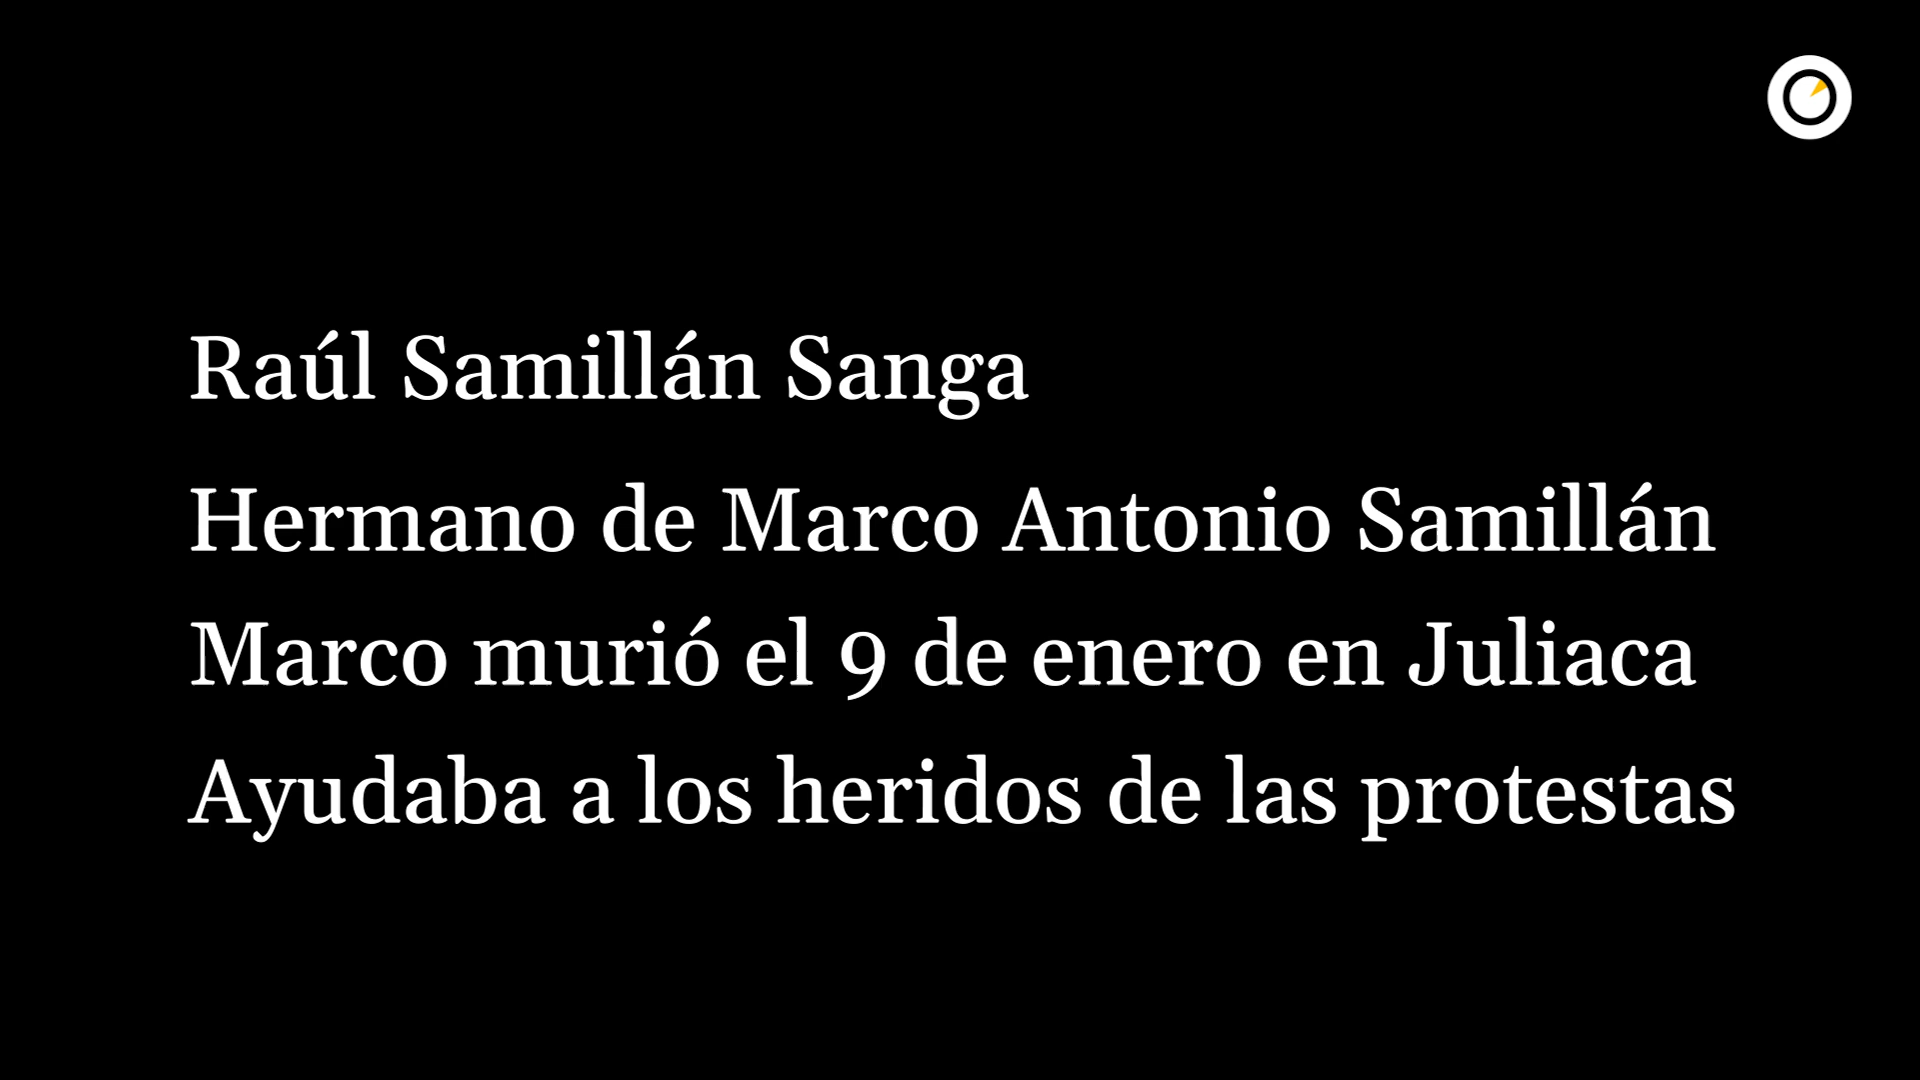 Raúl Samillán Sanga
Hermano de Marco Antonio Samillán
Marco murió el 9 de enero en Juliaca
Ayudaba a los heridos de las protestas